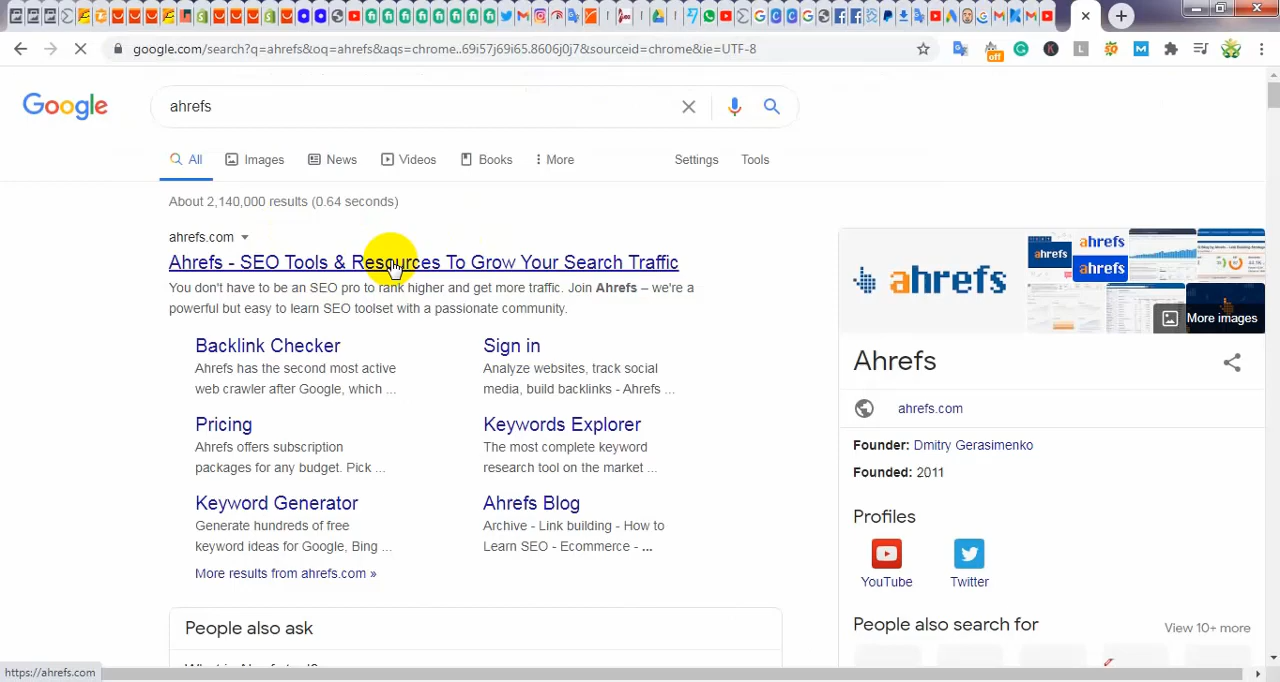 google.com/search?q=ahrefs&oq=ahrefs&aqs=chrome..69i57j69i65.8606j0j7&sourceid=chrome&ie=UTF-8
off
Google
ahrefs
All
Images
News
Videos
Books
More
Settings
Tools
About 2,140,000 results (0.64 seconds)
ahrefs.com
Ahrefs - SEO Tools & Resources To Grow Your Search Traffic
You don't have to be an SEO pro to rank higher and get more traffic. Join Ahrefs – we're a
powerful but easy to learn SEO toolset with a passionate community.
Backlink Checker
Ahrefs has the second most active
web crawler after Google, which ...
Sign in
Analyze websites, track social
media, build backlinks - Ahrefs ...
Pricing
Ahrefs offers subscription
packages for any budget. Pick ...
Keywords Explorer
The most complete keyword
research tool on the market ...
Keyword Generator
Generate hundreds of free
keyword ideas for Google, Bing ...
Ahrefs Blog
Archive - Link building - How to
Learn SEO - Ecommerce - ...
More results from ahrefs.com »
People also ask
ahrefs
ahrefs
ahrefs
ahrefs
More images
Ahrefs
ahrefs.com
Founder: Dmitry Gerasimenko
Founded: 2011
Profiles
YouTube
Twitter
People also search for
View 10+ more
https://ahrefs.com